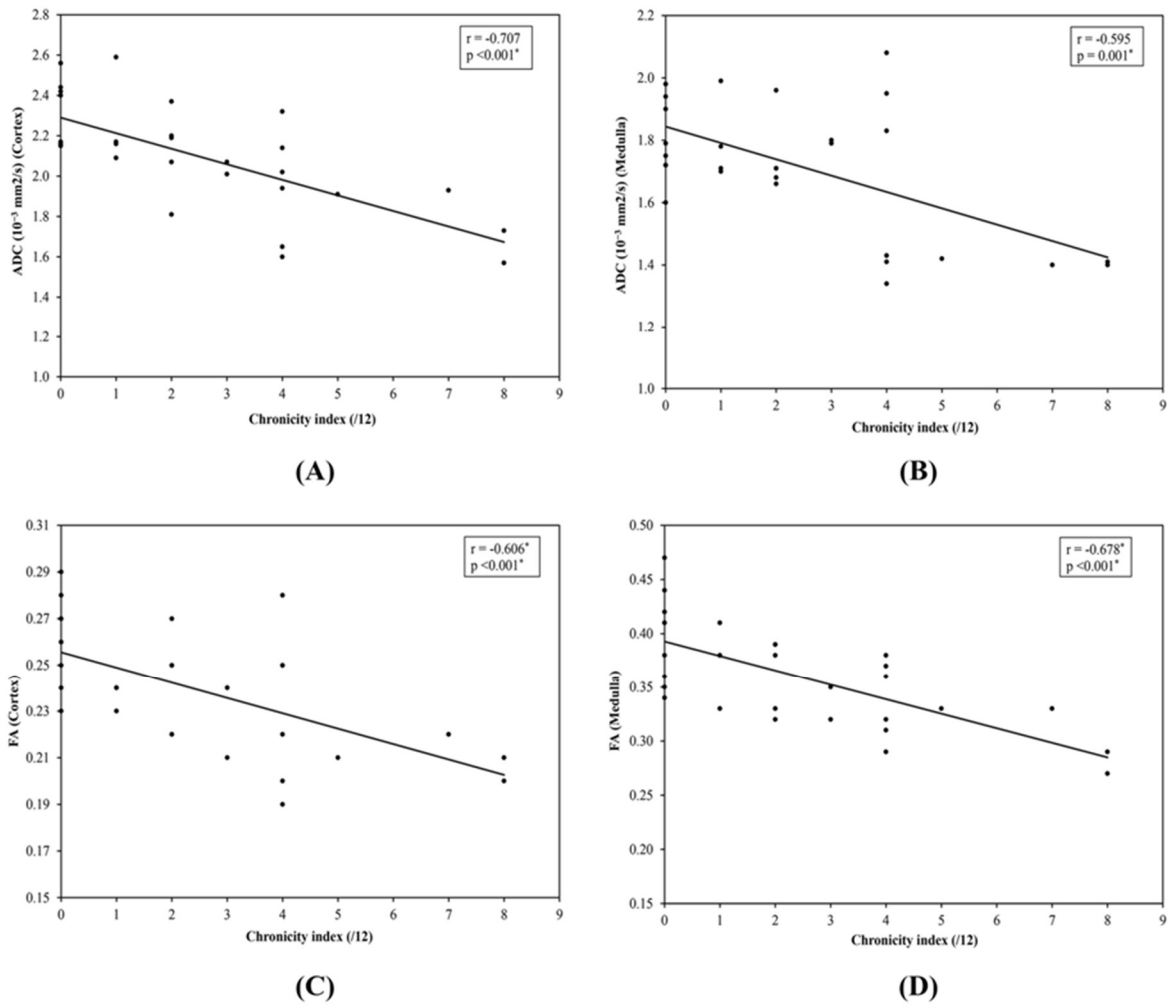 2.8
2.6
2.4
2.2
2.0
1.8
1.6
1.4
1.2
1.0
ADC (10⁻³ mm2/s) (Cortex)
r = -0.707
p <0.001*
0 1 2 3 4 5 6 7 8 9
Chronicity index (/12)
(A)
2.2
2.0
1.8
1.6
1.4
1.2
1.0
ADC (10⁻³ mm2/s) (Medulla)
r = -0.595
p = 0.001*
0 1 2 3 4 5 6 7 8 9
Chronicity index (/12)
(B)
0.31
0.29
0.27
0.25
0.23
0.21
0.19
0.17
0.15
FA (Cortex)
r = -0.606*
p <0.001*
0 1 2 3 4 5 6 7 8 9
Chronicity index (/12)
(C)
0.50
0.45
0.40
0.35
0.30
0.25
0.20
0.15
FA (Medulla)
r = -0.678*
p <0.001*
0 1 2 3 4 5 6 7 8 9
Chronicity index (/12)
(D)